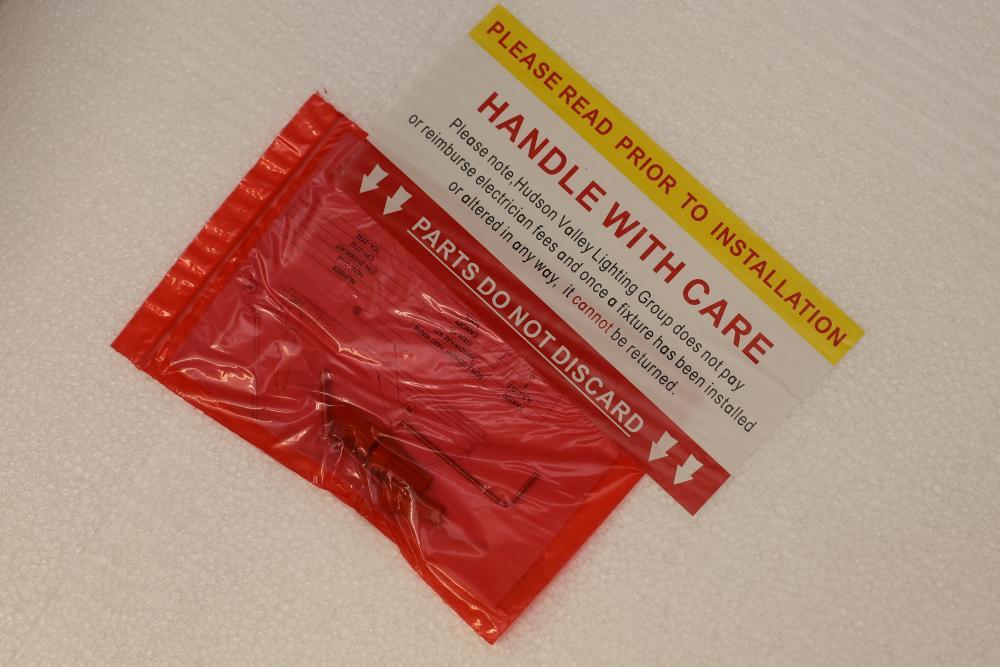 PLEASE READ PRIOR TO INSTALLATION
HANDLE WITH CARE
Please note,Hudson Valley Lighting Group does not pay
or reimburse electrician fees and once a fixture has been installed
or altered in any way, it cannot be returned.
PARTS DO NOT DISCARD